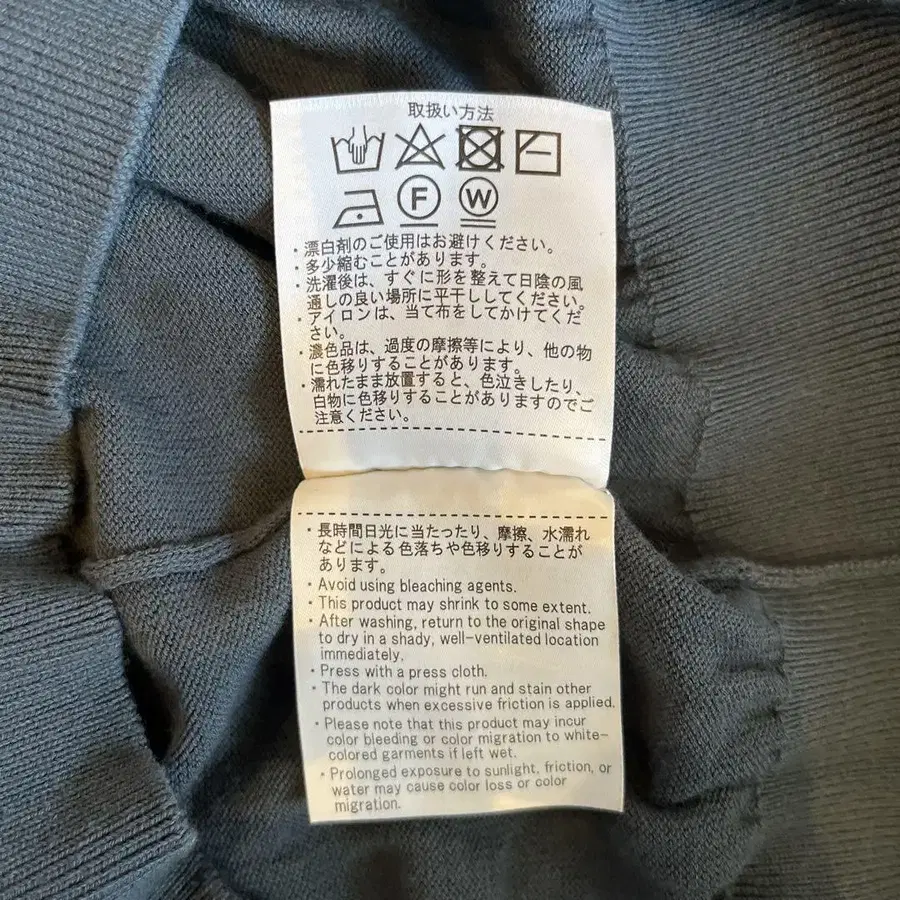 取扱い方法
F W
・漂白剤のご使用はお避けください。
・多少縮むことがあります。
・洗濯後は、すぐに形を整えて日陰の風
通しの良い場所に平干ししてください。
・アイロンは、当て布をしてかけてくだ
さい。
・濃色品は、過度の摩擦等により、他の物
に色移りすることがあります。
・濡れたまま放置すると、色泣きしたり、
白物に色移りすることがありますのでご
注意ください。
・長時間日光に当たったり、摩擦、水濡れ
などによる色落ちや色移りすることが
あります。
・Avoid using bleaching agents.
・This product may shrink to some extent.
・After washing, return to the original shape
to dry in a shady, well-ventilated location
immediately.
・Press with a press cloth.
・The dark color might run and stain other
products when excessive friction is applied.
・Please note that this product may incur
color bleeding or color migration to white-
colored garments if left wet.
・Prolonged exposure to sunlight, friction, or
water may cause color loss or color
migration.